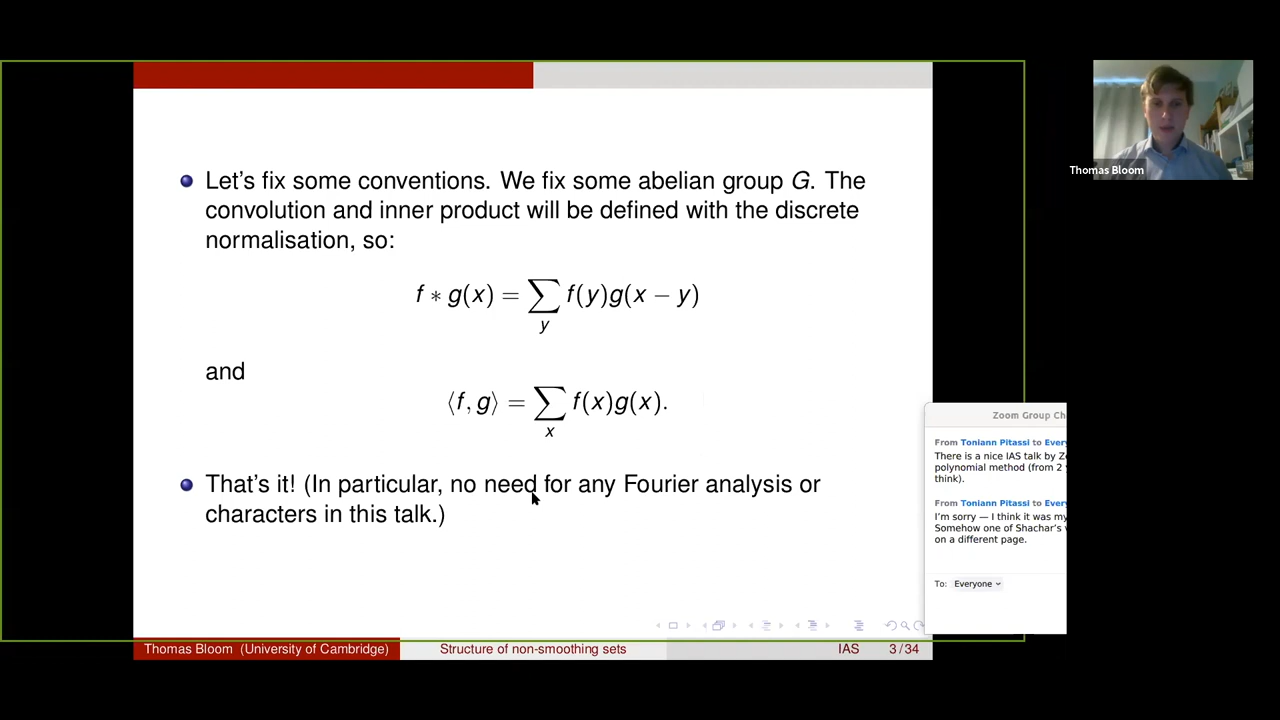 Let's fix some conventions. We fix some abelian group G. The
convolution and inner product will be defined with the discrete
normalisation, so:
f ∗ g(x) = ∑ f(y)g(x − y)
y
and
⟨f, g⟩ = ∑ f(x)g(x).
x
That's it! (In particular, no need for any Fourier analysis or
characters in this talk.)
Thomas Bloom (University of Cambridge)
Structure of non-smoothing sets
IAS
3 / 34
Thomas Bloom
Zoom Group Ch
From Toniann Pitassi to Every
There is a nice IAS talk by Z
polynomial method (from 2
think).
From Toniann Pitassi to Every
I'm sorry — I think it was my
Somehow one of Shachar's
on a different page.
To: Everyone